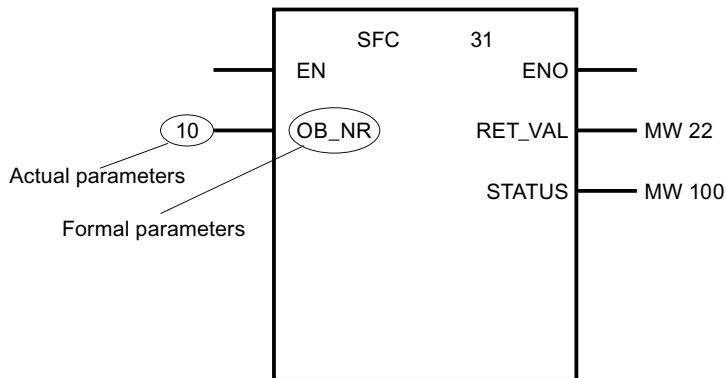 SFC 31
EN ENO
10 OB_NR RET_VAL MW 22
Actual parameters
STATUS MW 100
Formal parameters